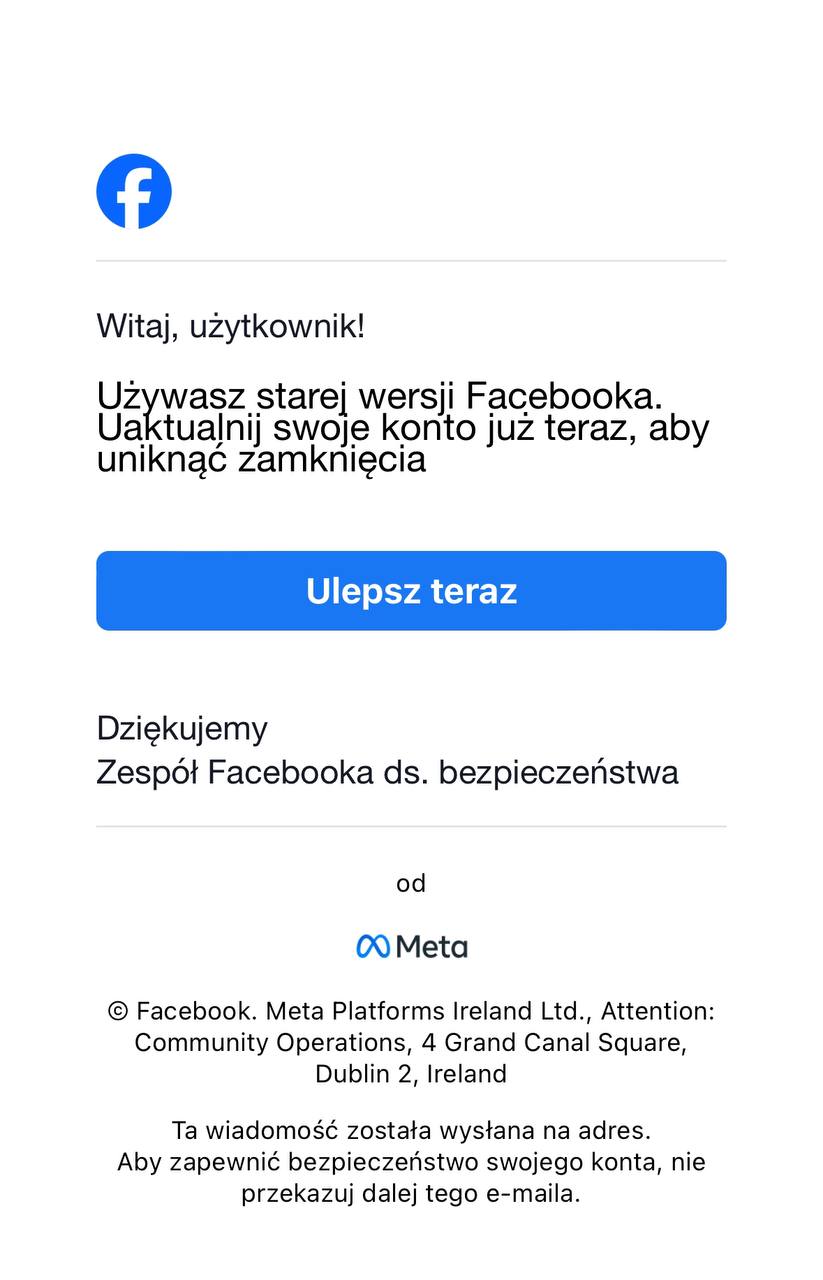 Witaj, użytkownik!
Używasz starej wersji Facebooka.
Uaktualnij swoje konto już teraz, aby
uniknąć zamknięcia
Ulepsz teraz
Dziękujemy
Zespół Facebooka ds. bezpieczeństwa
od
Meta
© Facebook. Meta Platforms Ireland Ltd., Attention:
Community Operations, 4 Grand Canal Square,
Dublin 2, Ireland
Ta wiadomość została wysłana na adres.
Aby zapewnić bezpieczeństwo swojego konta, nie
przekazuj dalej tego e-maila.